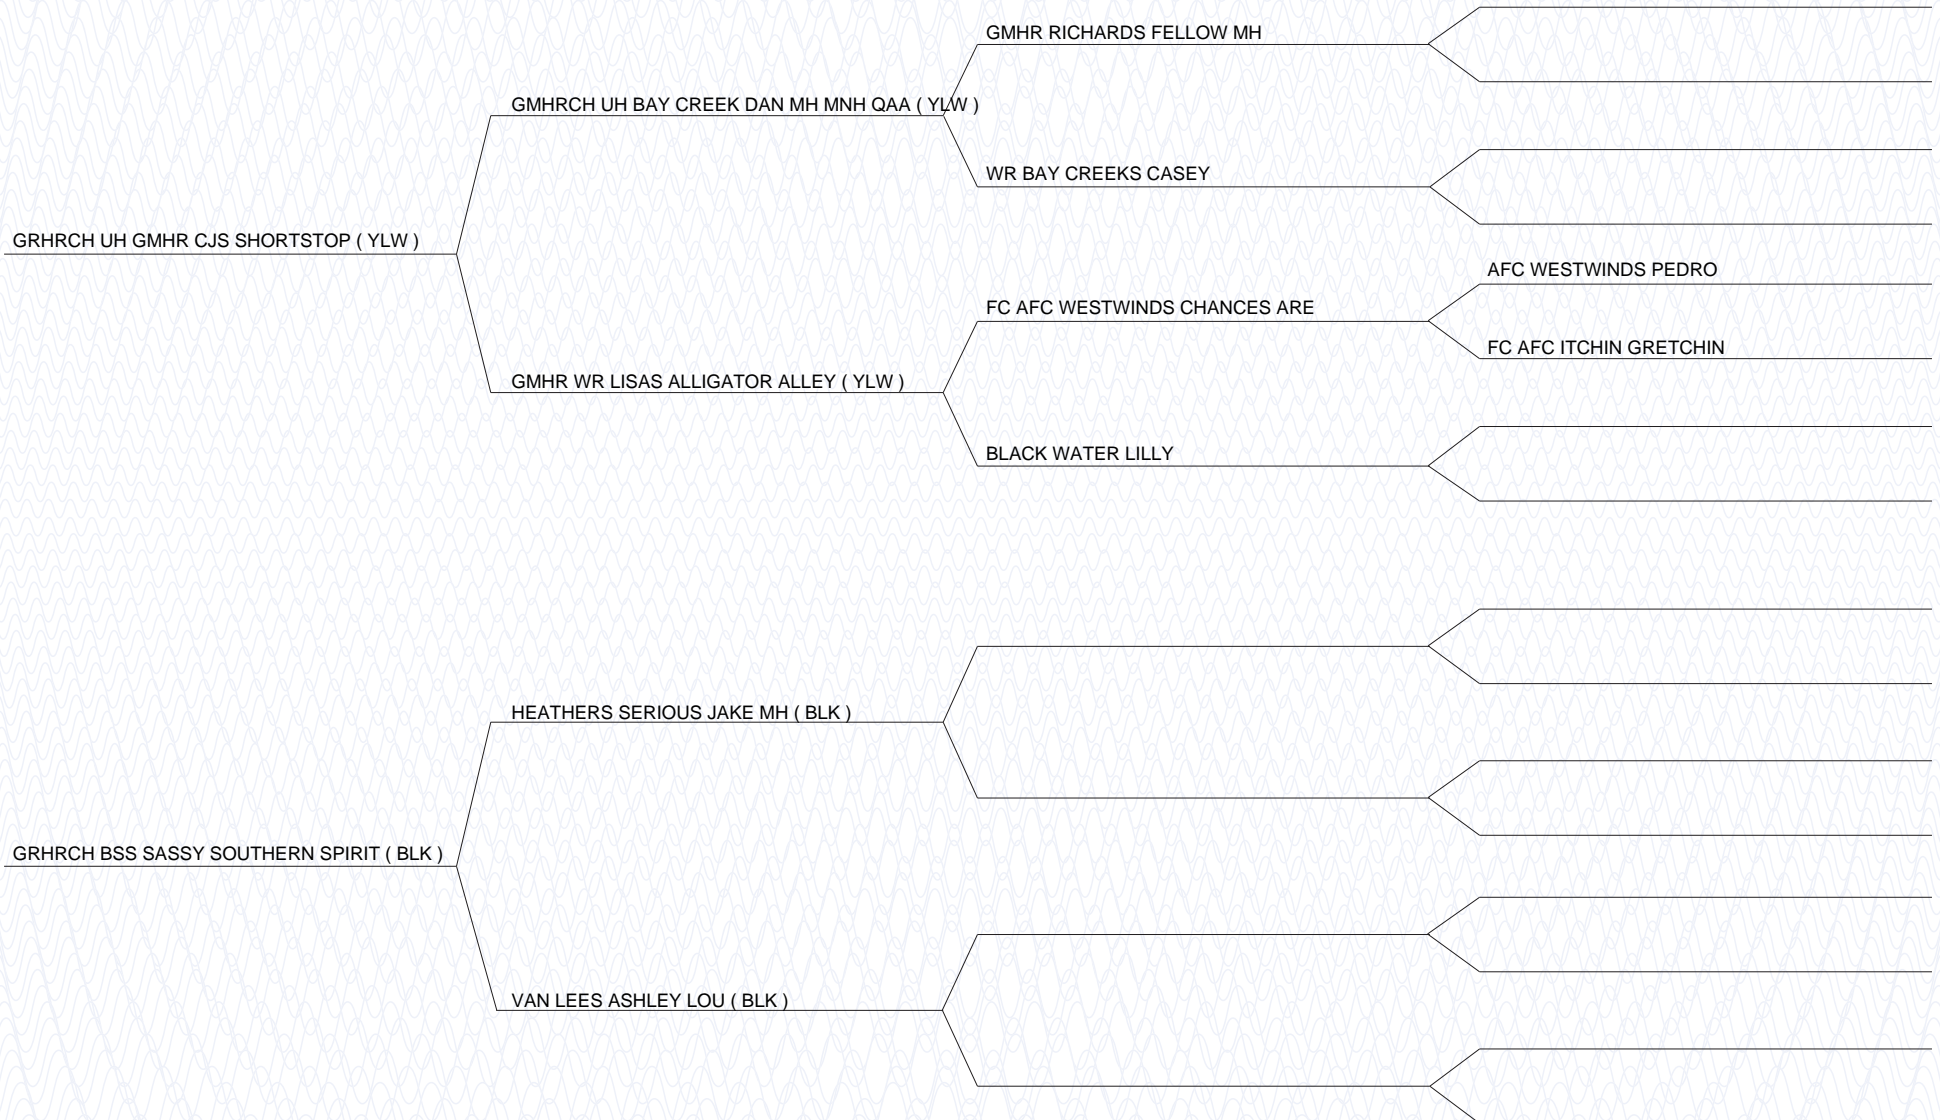 GMHR RICHARDS FELLOW MH
GMHRCH UH BAY CREEK DAN MH MNH QAA ( YLW )
WR BAY CREEKS CASEY
GRHRCH UH GMHR CJS SHORTSTOP ( YLW )
AFC WESTWINDS PEDRO
FC AFC WESTWINDS CHANCES ARE
FC AFC ITCHIN GRETCHIN
GMHR WR LISAS ALLIGATOR ALLEY ( YLW )
BLACK WATER LILLY
HEATHERS SERIOUS JAKE MH ( BLK )
GRHRCH BSS SASSY SOUTHERN SPIRIT ( BLK )
VAN LEES ASHLEY LOU ( BLK )